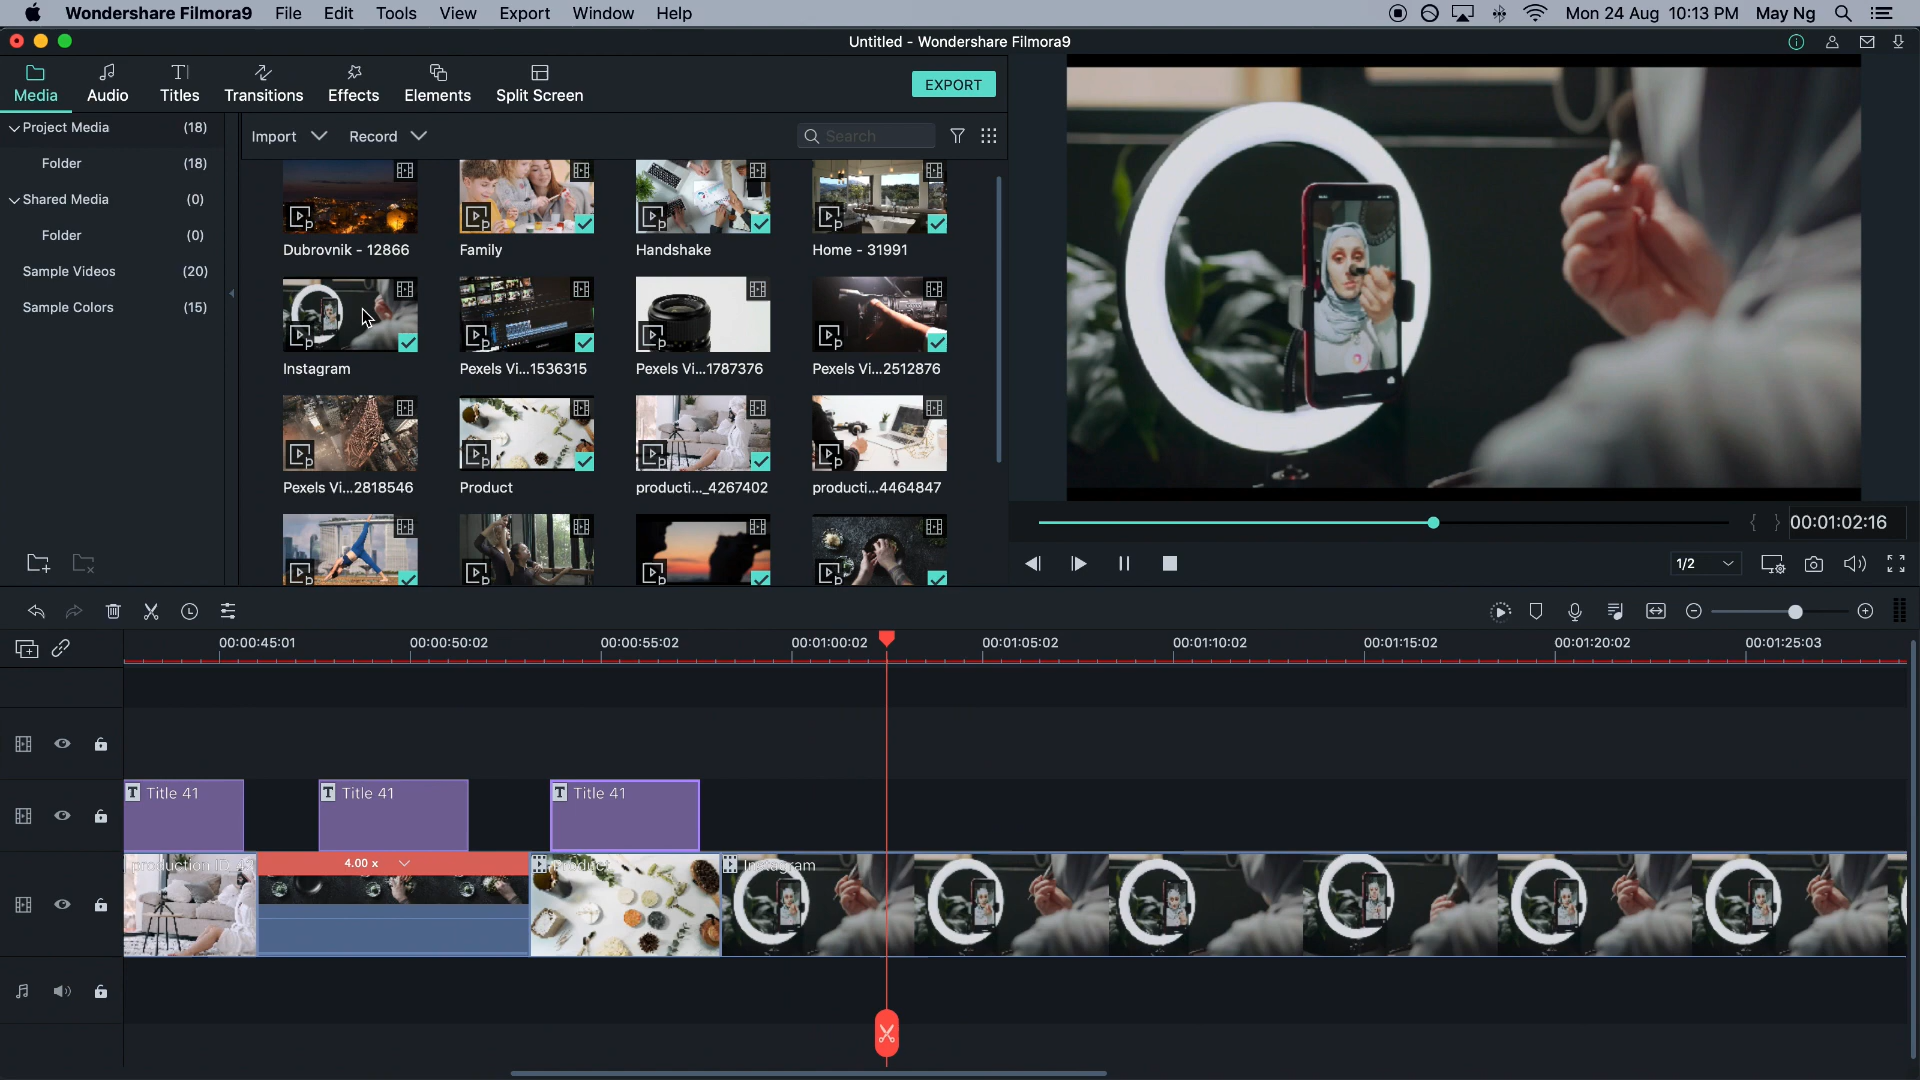 Wondershare Filmora9 File Edit Tools View Export Window Help
Mon 24 Aug 10:13 PM May Ng
Untitled - Wondershare Filmora9
Media Audio Titles Transitions Effects Elements Split Screen
EXPORT
Project Media (18)
Folder (18)
Shared Media (0)
Folder (0)
Sample Videos (20)
Sample Colors (15)
Import Record
Search
Dubrovnik - 12866 Family Handshake Home - 31991
Instagram Pexels Vi...1536315 Pexels Vi...1787376 Pexels Vi...2512876
Pexels Vi...2818546 Product producti..._4267402 producti...4464847
{ } 00:01:02:16
1/2
00:00:45:01 00:00:50:02 00:00:55:02 00:01:00:02 00:01:05:02 00:01:10:02 00:01:15:02 00:01:20:02 00:01:25:03
T Title 41 T Title 41 T Title 41
4.00 x Product Instagram